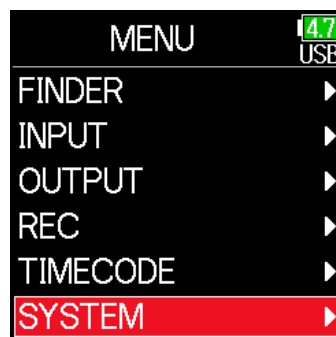 MENU
4.7
USB
FINDER
INPUT
OUTPUT
REC
TIMECODE
SYSTEM